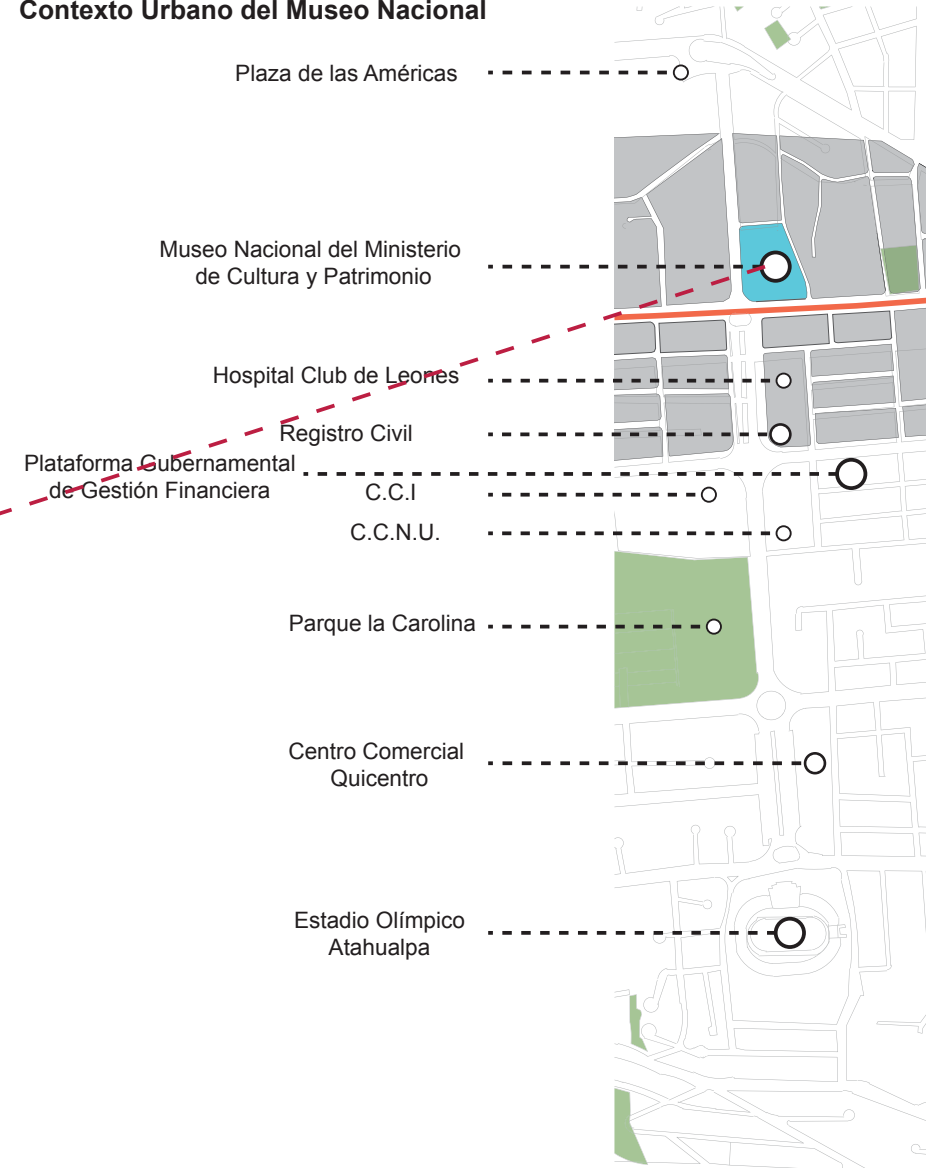 Contexto Urbano del Museo Nacional
Plaza de las Américas
Museo Nacional del Ministerio
de Cultura y Patrimonio
Hospital Club de Leones
Registro Civil
Plataforma Gubernamental
de Gestión Financiera
C.C.I
C.C.N.U.
Parque la Carolina
Centro Comercial
Quicentro
Estadio Olímpico
Atahualpa